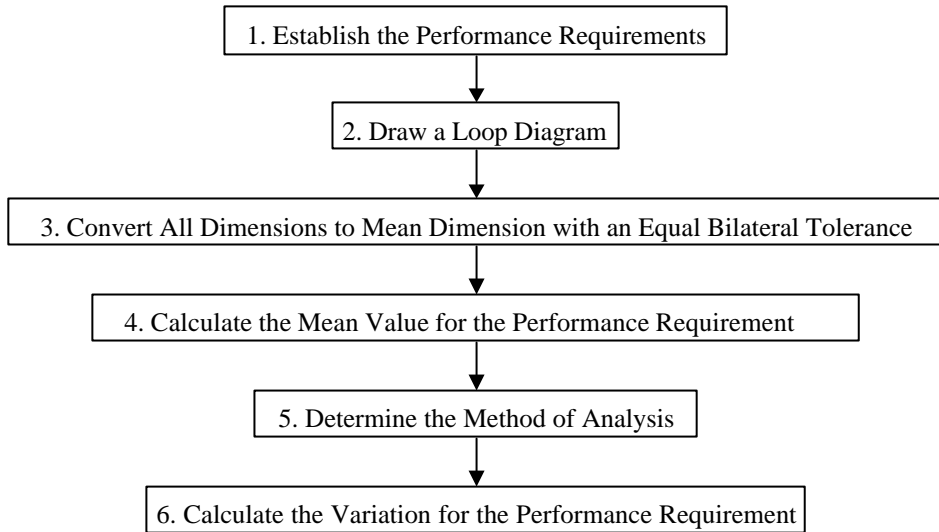 1. Establish the Performance Requirements
2. Draw a Loop Diagram
3. Convert All Dimensions to Mean Dimension with an Equal Bilateral Tolerance
4. Calculate the Mean Value for the Performance Requirement
5. Determine the Method of Analysis
6. Calculate the Variation for the Performance Requirement